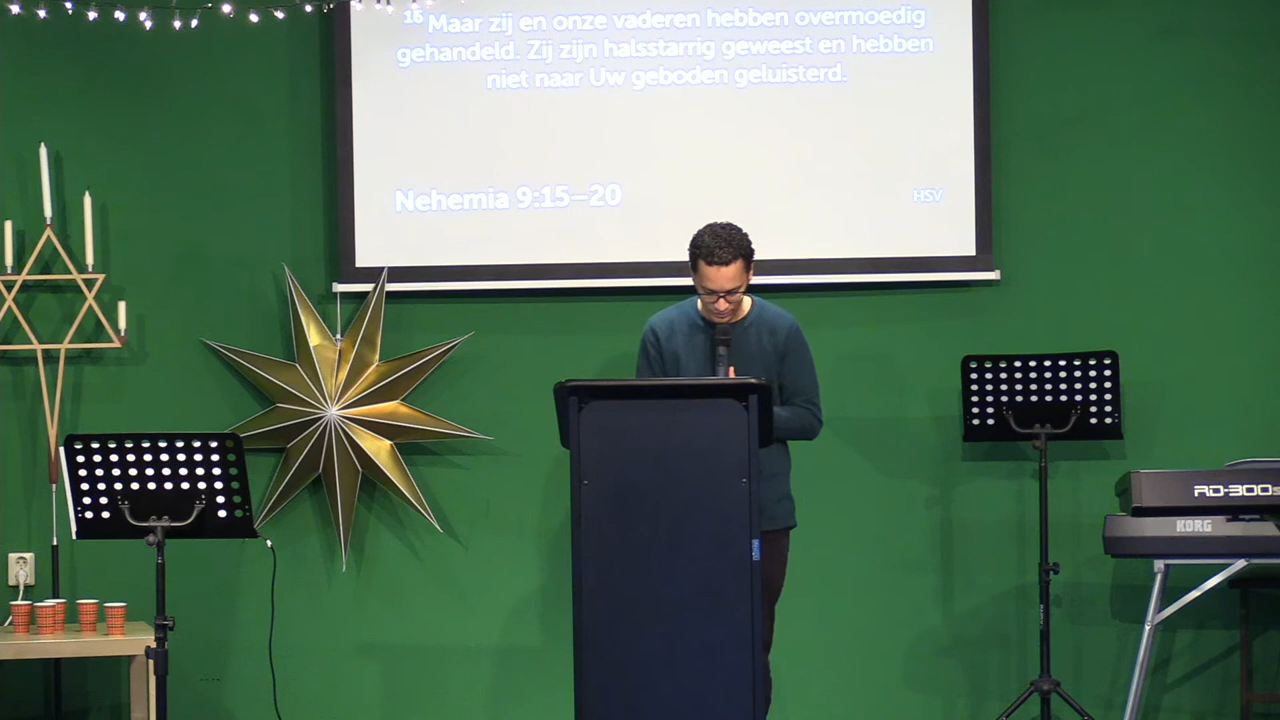 16 Maar zij en onze vaderen hebben overmoedig
gehandeld. Zij zijn halsstarrig geweest en hebben
niet naar Uw geboden geluisterd.
Nehemia 9:15–20
HSV
RD-300s
KORG